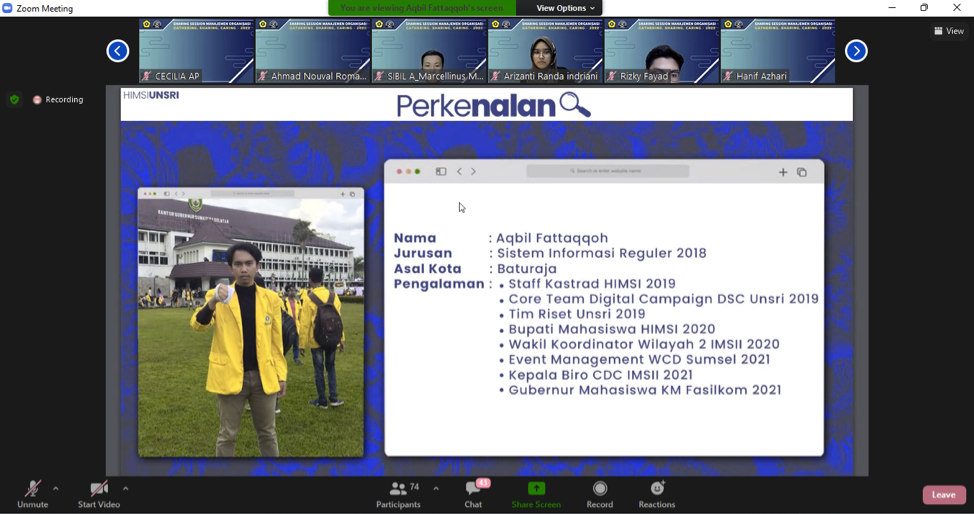 Zoom Meeting
You are viewing Aqbil Fattaqqoh's screen
View Options
View
SHARING SESSION MANAJEMEN ORGANISASI
CECILIA AP
Ahmad Nouval Roma...
SIBIL A_Marcellinus M...
Arizanti Randa indriani
Rizky Fayad
Hanif Azhari
Recording
HIMSIUNSRI
Perkenalan
Search or enter website name
Nama : Aqbil Fattaqqoh
Jurusan : Sistem Informasi Reguler 2018
Asal Kota : Baturaja
Pengalaman : • Staff Kastrad HIMSI 2019
• Core Team Digital Campaign DSC Unsri 2019
• Tim Riset Unsri 2019
• Bupati Mahasiswa HIMSI 2020
• Wakil Koordinator Wilayah 2 IMSII 2020
• Event Management WCD Sumsel 2021
• Kepala Biro CDC IMSII 2021
• Gubernur Mahasiswa KM Fasilkom 2021
Unmute
Start Video
74
Participants
43
Chat
Share Screen
Record
Reactions
Leave